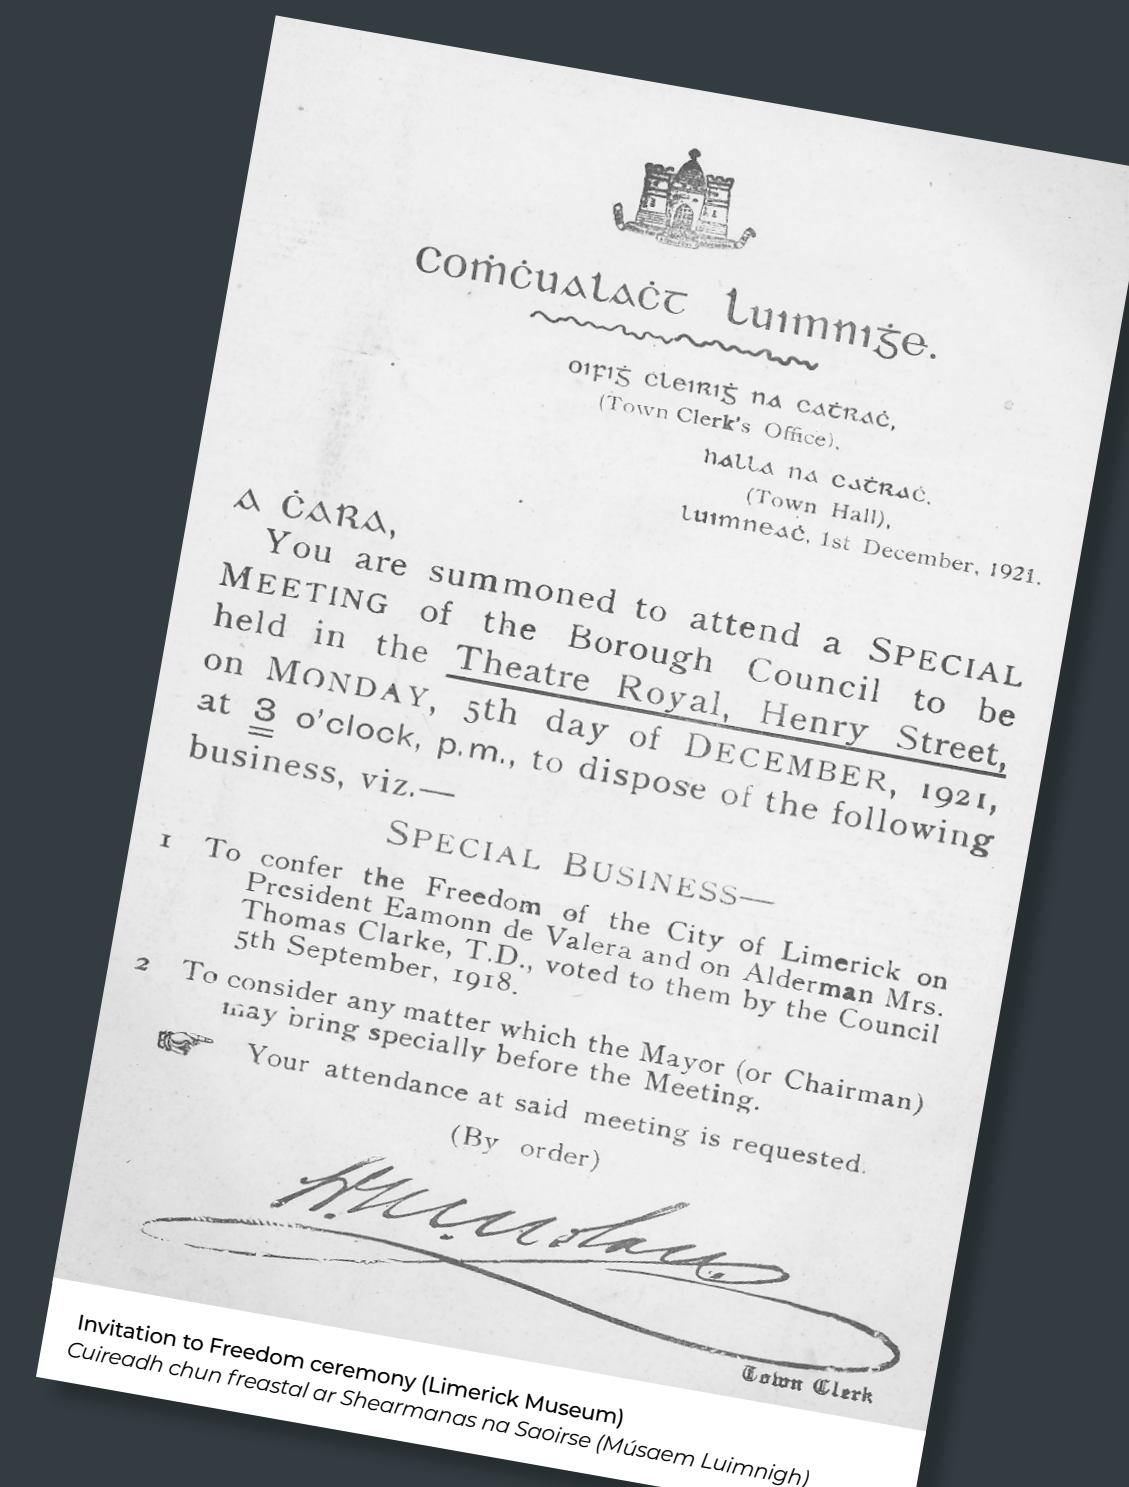 Coṁċualaċt Luimniġe.
Oifiġ Cleiriġ na Caṫraċ,
(Town Clerk's Office),
Halla na Caṫraċ.
(Town Hall),
Luimneaċ, 1st December, 1921.
A Ċara,
You are summoned to attend a SPECIAL
MEETING of the Borough Council to be
held in the Theatre Royal, Henry Street,
on MONDAY, 5th day of DECEMBER, 1921,
at 3 o'clock, p.m., to dispose of the following
business, viz.—
SPECIAL BUSINESS—
1 To confer the Freedom of the City of Limerick on
President Eamonn de Valera and on Alderman Mrs.
Thomas Clarke, T.D., voted to them by the Council
5th September, 1918.
2 To consider any matter which the Mayor (or Chairman)
may bring specially before the Meeting.
Your attendance at said meeting is requested.
(By order)
Town Clerk
Invitation to Freedom ceremony (Limerick Museum)
Cuireadh chun freastal ar Shearmanas na Saoirse (Músaem Luimnigh)